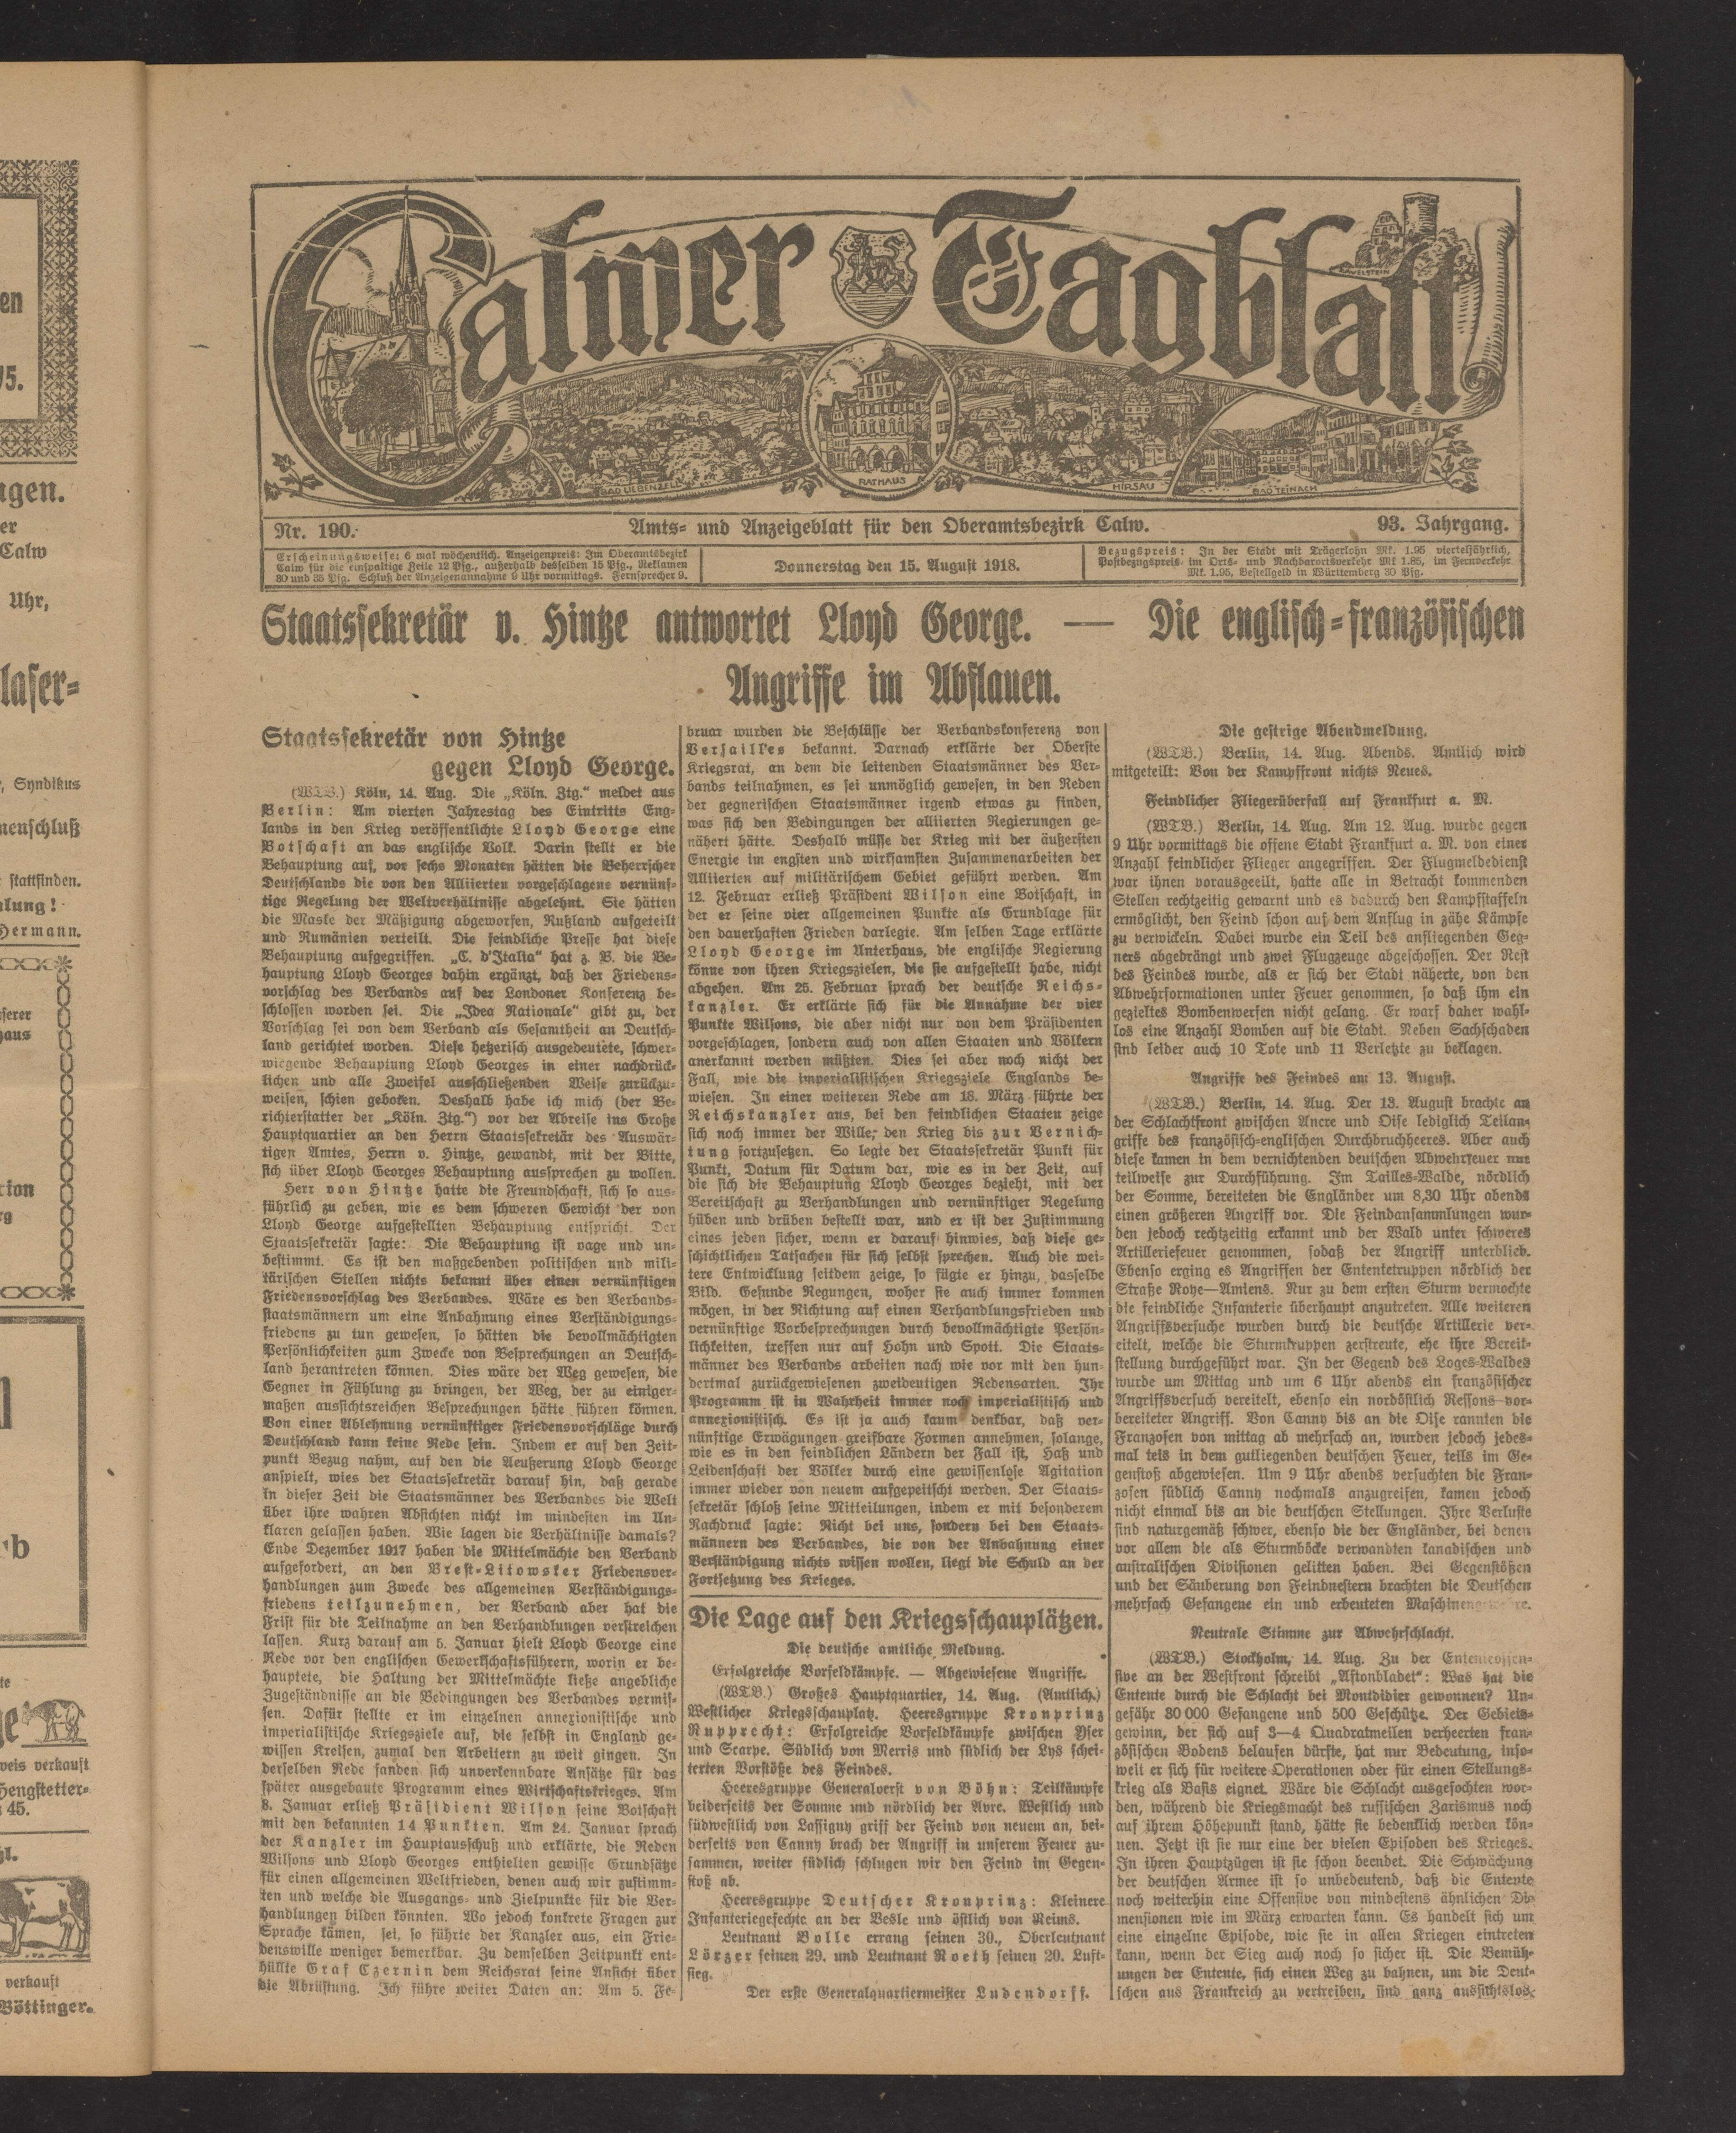 Calwer Tagblatt
ZAVELSTEIN
BAD LIEBENZELL
RATHAUS
HIRSAU
BAD TEINACH
Nr. 190.
Amts- und Anzeigeblatt für den Oberamtsbezirk Calw.
93. Jahrgang.
Erscheinungsweise: 6 mal wöchentlich. Anzeigenpreis: Im Oberamtsbezirk
Calw für die einspaltige Zeile 12 Pfg., außerhalb desselben 15 Pfg., Reklamen
30 und 35 Pfg. Schluß der Anzeigenannahme 9 Uhr vormittags. Fernsprecher 9.
Donnerstag den 15. August 1918.
Bezugspreis: In der Stadt mit Trägerlohn Mk. 1.95 vierteljährlich,
Postbezugspreis im Orts- und Nachbarortsverkehr Mk 1.85, im Fernverkehr
Mk. 1.95, Bestellgeld in Württemberg 30 Pfg.
Staatssekretär v. Hintze antwortet Lloyd George. — Die englisch-französischen
Angriffe im Abflauen.
Staatssekretär von Hintze
gegen Lloyd George.
(WTB.) Köln, 14. Aug. Die „Köln. Ztg.“ meldet aus
Berlin: Am vierten Jahrestag des Eintritts Eng-
lands in den Krieg veröffentlichte Lloyd George eine
Botschaft an das englische Volk. Darin stellt er die
Behauptung auf, vor sechs Monaten hätten die Beherrscher
Deutschlands die von den Alliierten vorgeschlagene vernünf-
tige Regelung der Weltverhältnisse abgelehnt. Sie hätten
die Maske der Mäßigung abgeworfen, Rußland aufgeteilt
und Rumänien verteilt. Die feindliche Presse hat diese
Behauptung aufgegriffen. „C. d'Italia“ hat z. B. die Be-
hauptung Lloyd Georges dahin ergänzt, daß der Friedens-
vorschlag des Verbands auf der Londoner Konferenz be-
schlossen worden sei. Die „Idea Nationale“ gibt zu, der
Vorschlag sei von dem Verband als Gesamtheit an Deutsch-
land gerichtet worden. Diese hetzerisch ausgedeutete, schwer-
wiegende Behauptung Lloyd Georges in einer nachdrück-
lichen und alle Zweifel ausschließenden Weise zurückzu-
weisen, schien geboten. Deshalb habe ich mich (der Be-
richterstatter der „Köln. Ztg.“) vor der Abreise ins Große
Hauptquartier an den Herrn Staatssekretär des Auswär-
tigen Amtes, Herrn v. Hintze, gewandt, mit der Bitte,
sich über Lloyd Georges Behauptung aussprechen zu wollen.
Herr von Hintze hatte die Freundschaft, sich so aus-
führlich zu geben, wie es dem schweren Gewicht der von
Lloyd George aufgestellten Behauptung entspricht. Der
Staatssekretär sagte: Die Behauptung ist vage und un-
bestimmt. Es ist den maßgebenden politischen und mili-
tärischen Stellen nichts bekannt über einen vernünftigen
Friedensvorschlag des Verbandes. Wäre es den Verbands-
staatsmännern um eine Anbahnung eines Verständigungs-
friedens zu tun gewesen, so hätten die bevollmächtigten
Persönlichkeiten zum Zwecke von Besprechungen an Deutsch-
land herantreten können. Dies wäre der Weg gewesen, die
Gegner in Fühlung zu bringen, der Weg, der zu einiger-
maßen aussichtsreichen Besprechungen hätte führen können.
Von einer Ablehnung vernünftiger Friedensvorschläge durch
Deutschland kann keine Rede sein. Indem er auf den Zeit-
punkt Bezug nahm, auf den die Aeußerung Lloyd George
anspielt, wies der Staatssekretär darauf hin, daß gerade
in dieser Zeit die Staatsmänner des Verbandes die Welt
über ihre wahren Absichten nicht im mindesten im Un-
klaren gelassen haben. Wie lagen die Verhältnisse damals?
Ende Dezember 1917 haben die Mittelmächte den Verband
aufgefordert, an den Brest-Litowsker Friedensver-
handlungen zum Zwecke des allgemeinen Verständigungs-
friedens teilzunehmen, der Verband aber hat die
Frist für die Teilnahme an den Verhandlungen verstreichen
lassen. Kurz darauf am 5. Januar hielt Lloyd George eine
Rede vor den englischen Gewerkschaftsführern, worin er be-
hauptete, die Haltung der Mittelmächte ließe angebliche
Zugeständnisse an die Bedingungen des Verbandes vermis-
sen. Dafür stellte er im einzelnen annexionistische und
imperialistische Kriegsziele auf, die selbst in England ge-
wissen Kreisen, zumal den Arbeitern zu weit gingen. In
derselben Rede fanden sich unverkennbare Ansätze für das
später ausgebaute Programm eines Wirtschaftskrieges. Am
8. Januar erließ Präsident Wilson seine Botschaft
mit den bekannten 14 Punkten. Am 24. Januar sprach
der Kanzler im Hauptausschuß und erklärte, die Reden
Wilsons und Lloyd Georges enthielten gewisse Grundsätze
für einen allgemeinen Weltfrieden, denen auch wir zustimm-
ten und welche die Ausgangs- und Zielpunkte für die Ver-
handlungen bilden könnten. Wo jedoch konkrete Fragen zur
Sprache kämen, sei, so führte der Kanzler aus, ein Frie-
denswille weniger bemerkbar. Zu demselben Zeitpunkt ent-
hüllte Graf Czernin dem Reichsrat seine Ansicht über
die Abrüstung. Ich führe weiter Daten an: Am 5. Fe-
bruar wurden die Beschlüsse der Verbandskonferenz von
Versailles bekannt. Darnach erklärte der Oberste
Kriegsrat, an dem die leitenden Staatsmänner des Ver-
bands teilnahmen, es sei unmöglich gewesen, in den Reden
der gegnerischen Staatsmänner irgend etwas zu finden,
was sich den Bedingungen der alliierten Regierungen ge-
nähert hätte. Deshalb müsse der Krieg mit der äußersten
Energie im engsten und wirksamsten Zusammenarbeiten der
Alliierten auf militärischem Gebiet geführt werden. Am
12. Februar erließ Präsident Wilson eine Botschaft, in
der er seine vier allgemeinen Punkte als Grundlage für
den dauerhaften Frieden darlegte. Am selben Tage erklärte
Lloyd George im Unterhaus, die englische Regierung
könne von ihren Kriegszielen, die sie aufgestellt habe, nicht
abgehen. Am 25. Februar sprach der deutsche Reichs-
kanzler. Er erklärte sich für die Annahme der vier
Punkte Wilsons, die aber nicht nur von dem Präsidenten
vorgeschlagen, sondern auch von allen Staaten und Völkern
anerkannt werden müßten. Dies sei aber noch nicht der
Fall, wie die imperialistischen Kriegsziele Englands be-
wiesen. In einer weiteren Rede am 18. März führte der
Reichskanzler aus, bei den feindlichen Staaten zeige
sich noch immer der Wille, den Krieg bis zur Vernich-
tung fortzusetzen. So legte der Staatssekretär Punkt für
Punkt, Datum für Datum dar, wie es in der Zeit, auf
die sich die Behauptung Lloyd Georges bezieht, mit der
Bereitschaft zu Verhandlungen und vernünftiger Regelung
hüben und drüben bestellt war, und er ist der Zustimmung
eines jeden sicher, wenn er darauf hinwies, daß diese ge-
schichtlichen Tatsachen für sich selbst sprechen. Auch die wei-
tere Entwicklung seitdem zeige, so fügte er hinzu, dasselbe
Bild. Gesunde Regungen, woher sie auch immer kommen
mögen, in der Richtung auf einen Verhandlungsfrieden und
vernünftige Vorbesprechungen durch bevollmächtigte Persön-
lichkeiten, treffen nur auf Hohn und Spott. Die Staats-
männer des Verbands arbeiten nach wie vor mit den hun-
dertmal zurückgewiesenen zweideutigen Redensarten. Ihr
Programm ist in Wahrheit immer noch imperialistisch und
annexionistisch. Es ist ja auch kaum denkbar, daß ver-
nünftige Erwägungen greifbare Formen annehmen, solange,
wie es in den feindlichen Ländern der Fall ist, Haß und
Leidenschaft der Völker durch eine gewissenlose Agitation
immer wieder von neuem aufgepeitscht werden. Der Staats-
sekretär schloß seine Mitteilungen, indem er mit besonderem
Nachdruck sagte: Nicht bei uns, sondern bei den Staats-
männern des Verbandes, die von der Anbahnung einer
Verständigung nichts wissen wollen, liegt die Schuld an der
Fortsetzung des Krieges.
Die Lage auf den Kriegsschauplätzen.
Die deutsche amtliche Meldung.
Erfolgreiche Vorfeldkämpfe. — Abgewiesene Angriffe.
(WTB.) Großes Hauptquartier, 14. Aug. (Amtlich.)
Westlicher Kriegsschauplatz. Heeresgruppe Kronprinz
Rupprecht: Erfolgreiche Vorfeldkämpfe zwischen Yser
und Scarpe. Südlich von Merris und südlich der Lys schei-
terten Vorstöße des Feindes.
Heeresgruppe Generaloberst von Böhn: Teilkämpfe
beiderseits der Somme und nördlich der Avre. Westlich und
südwestlich von Lassigny griff der Feind von neuem an, bei-
derseits von Canny brach der Angriff in unserem Feuer zu-
sammen, weiter südlich schlugen wir den Feind im Gegen-
stoß ab.
Heeresgruppe Deutscher Kronprinz: Kleinere
Infanteriegefechte an der Vesle und östlich von Reims.
Leutnant Bolle errang seinen 30., Oberleutnant
Lörzer seinen 29. und Leutnant Roeth seinen 20. Luft-
sieg.
Der erste Generalquartiermeister Ludendorff.
Die gestrige Abendmeldung.
(WTB.) Berlin, 14. Aug. Abends. Amtlich wird
mitgeteilt: Von der Kampffront nichts Neues.
Feindlicher Fliegerüberfall auf Frankfurt a. M.
(WTB.) Berlin, 14. Aug. Am 12. Aug. wurde gegen
9 Uhr vormittags die offene Stadt Frankfurt a. M. von einer
Anzahl feindlicher Flieger angegriffen. Der Flugmeldedienst
war ihnen vorausgeeilt, hatte alle in Betracht kommenden
Stellen rechtzeitig gewarnt und es dadurch den Kampfstaffeln
ermöglicht, den Feind schon auf dem Anflug in zähe Kämpfe
zu verwickeln. Dabei wurde ein Teil des anfliegenden Geg-
ners abgedrängt und zwei Flugzeuge abgeschossen. Der Rest
des Feindes wurde, als er sich der Stadt näherte, von den
Abwehrformationen unter Feuer genommen, so daß ihm ein
gezieltes Bombenwerfen nicht gelang. Er warf daher wahl-
los eine Anzahl Bomben auf die Stadt. Neben Sachschaden
sind leider auch 10 Tote und 11 Verletzte zu beklagen.
Angriffe des Feindes am 13. August.
(WTB.) Berlin, 14. Aug. Der 13. August brachte an
der Schlachtfront zwischen Ancre und Oise lediglich Teilan-
griffe des französisch-englischen Durchbruchheeres. Aber auch
diese kamen in dem vernichtenden deutschen Abwehrfeuer nur
teilweise zur Durchführung. Im Tailles-Walde, nördlich
der Somme, bereiteten die Engländer um 8,30 Uhr abends
einen größeren Angriff vor. Die Feindansammlungen wur-
den jedoch rechtzeitig erkannt und der Wald unter schweres
Artilleriefeuer genommen, sodaß der Angriff unterblieb.
Ebenso erging es Angriffen der Ententetruppen nördlich der
Straße Roye—Amiens. Nur zu dem ersten Sturm vermochte
die feindliche Infanterie überhaupt anzutreten. Alle weiteren
Angriffsversuche wurden durch die deutsche Artillerie ver-
eitelt, welche die Sturmtruppen zerstreute, ehe ihre Bereit-
stellung durchgeführt war. In der Gegend des Loges-Waldes
wurde um Mittag und um 6 Uhr abends ein französischer
Angriffsversuch vereitelt, ebenso ein nordöstlich Ressons vor-
bereiteter Angriff. Von Canny bis an die Oise rannten die
Franzosen von mittag ab mehrfach an, wurden jedoch jedes-
mal teis in dem gutliegenden deutschen Feuer, teils im Ge-
genstoß abgewiesen. Um 9 Uhr abends versuchten die Fran-
zosen südlich Canny nochmals anzugreifen, kamen jedoch
nicht einmal bis an die deutschen Stellungen. Ihre Verluste
sind naturgemäß schwer, ebenso die der Engländer, bei denen
vor allem die als Sturmböcke verwandten kanadischen und
australischen Divisionen gelitten haben. Bei Gegenstößen
und der Säuberung von Feindnestern brachten die Deutschen
mehrfach Gefangene ein und erbeuteten Maschinengewehre.
Neutrale Stimme zur Abwehrschlacht.
(WTB.) Stockholm, 14. Aug. Zu der Ententeoffen-
sive an der Westfront schreibt „Aftonbladet“: Was hat die
Entente durch die Schlacht bei Montdidier gewonnen? Un-
gefähr 30 000 Gefangene und 500 Geschütze. Der Gebiets-
gewinn, der sich auf 3—4 Quadratmeilen verheerten fran-
zösischen Bodens belaufen dürfte, hat nur Bedeutung, inso-
weit er sich für weitere Operationen oder für einen Stellungs-
krieg als Basis eignet. Wäre die Schlacht ausgefochten wor-
den, während die Kriegsmacht des russischen Zarismus noch
auf ihrem Höhepunkt stand, hätte sie bedenklich werden kön-
nen. Jetzt ist sie nur eine der vielen Episoden des Krieges.
In ihren Hauptzügen ist sie schon beendet. Die Schwächung
der deutschen Armee ist so unbedeutend, daß die Entente
noch weiterhin eine Offensive von mindestens ähnlichen Di-
mensionen wie im März erwarten kann. Es handelt sich um
eine einzelne Episode, wie sie in allen Kriegen eintreten
kann, wenn der Sieg auch noch so sicher ist. Die Bemüh-
ungen der Entente, sich einen Weg zu bahnen, um die Deut-
schen aus Frankreich zu vertreiben, sind ganz aussichtslos.